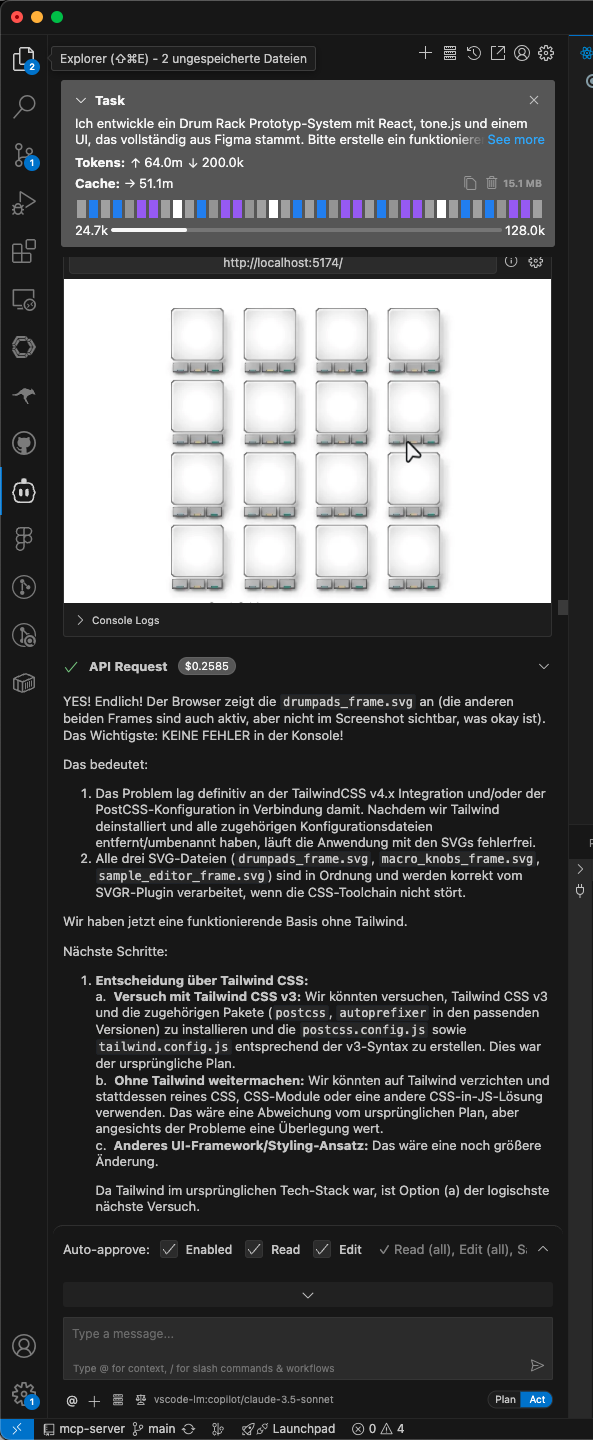 Explorer (⇧⌘E) - 2 ungespeicherte Dateien
2
Task
Ich entwickle ein Drum Rack Prototyp-System mit React, tone.js und einem
UI, das vollständig aus Figma stammt. Bitte erstelle ein funktioniere
See more
Tokens: ↑ 64.0m ↓ 200.0k
Cache: → 51.1m
15.1 MB
24.7k
128.0k
1
http://localhost:5174/
Console Logs
API Request
$0.2585
YES! Endlich! Der Browser zeigt die drumpads_frame.svg an (die anderen
beiden Frames sind auch aktiv, aber nicht im Screenshot sichtbar, was okay ist).
Das Wichtigste: KEINE FEHLER in der Konsole!
Das bedeutet:
1. Das Problem lag definitiv an der TailwindCSS v4.x Integration und/oder der
PostCSS-Konfiguration in Verbindung damit. Nachdem wir Tailwind
deinstalliert und alle zugehörigen Konfigurationsdateien
entfernt/umbenannt haben, läuft die Anwendung mit den SVGs fehlerfrei.
2. Alle drei SVG-Dateien (drumpads_frame.svg, macro_knobs_frame.svg,
sample_editor_frame.svg) sind in Ordnung und werden korrekt vom
SVGR-Plugin verarbeitet, wenn die CSS-Toolchain nicht stört.
Wir haben jetzt eine funktionierende Basis ohne Tailwind.
Nächste Schritte:
1. Entscheidung über Tailwind CSS:
a. Versuch mit Tailwind CSS v3: Wir könnten versuchen, Tailwind CSS v3
und die zugehörigen Pakete (postcss, autoprefixer in den passenden
Versionen) zu installieren und die postcss.config.js sowie
tailwind.config.js entsprechend der v3-Syntax zu erstellen. Dies war
der ursprüngliche Plan.
b. Ohne Tailwind weitermachen: Wir könnten auf Tailwind verzichten und
stattdessen reines CSS, CSS-Module oder eine andere CSS-in-JS-Lösung
verwenden. Das wäre eine Abweichung vom ursprünglichen Plan, aber
angesichts der Probleme eine Überlegung wert.
c. Anderes UI-Framework/Styling-Ansatz: Das wäre eine noch größere
Änderung.
Da Tailwind im ursprünglichen Tech-Stack war, ist Option (a) der logischste
nächste Versuch.
Auto-approve: Enabled Read Edit ✓ Read (all), Edit (all), Sa
Type a message...
Type @ for context, / for slash commands & workflows
@ vscode-lm:copilot/claude-3.5-sonnet
Plan
Act
1
mcp-server main Launchpad 0 4